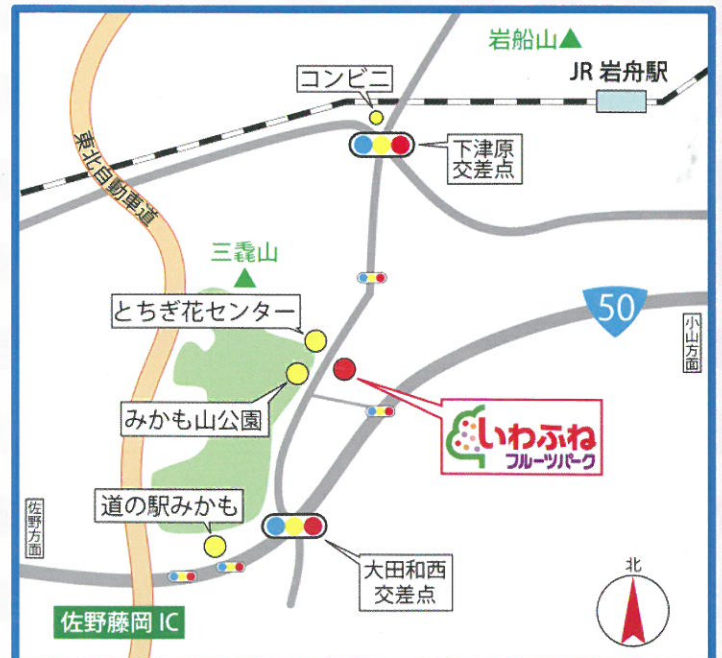 岩船山
コンビニ
JR 岩舟駅
下津原
交差点
東北自動車道
三毳山
とちぎ花センター
50
小山方面
みかも山公園
いわふね
フルーツパーク
佐野方面
道の駅みかも
大田和西
交差点
北
佐野藤岡 IC